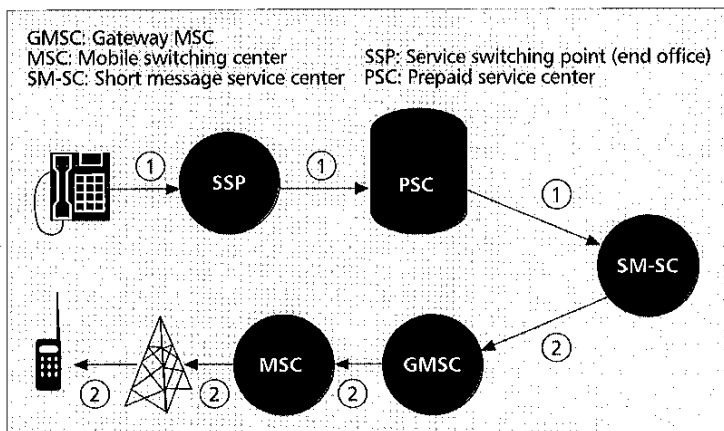 GMSC: Gateway MSC
MSC: Mobile switching center
SM-SC: Short message service center
SSP: Service switching point (end office)
PSC: Prepaid service center
1
SSP
1
PSC
1
SM-SC
2
GMSC
2
MSC
2
2